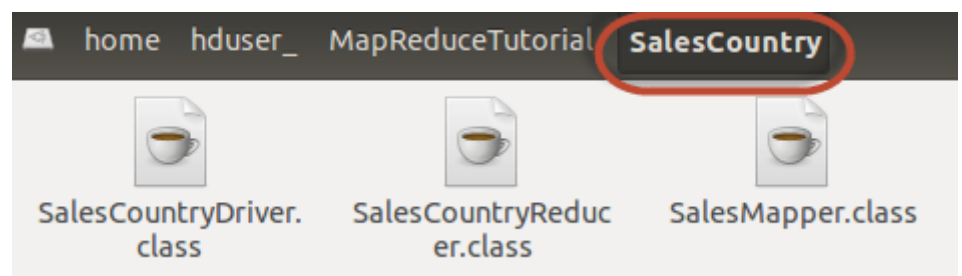 home hduser_ MapReduceTutorial SalesCountry
SalesCountryDriver. SalesCountryReduc SalesMapper.class
class er.class